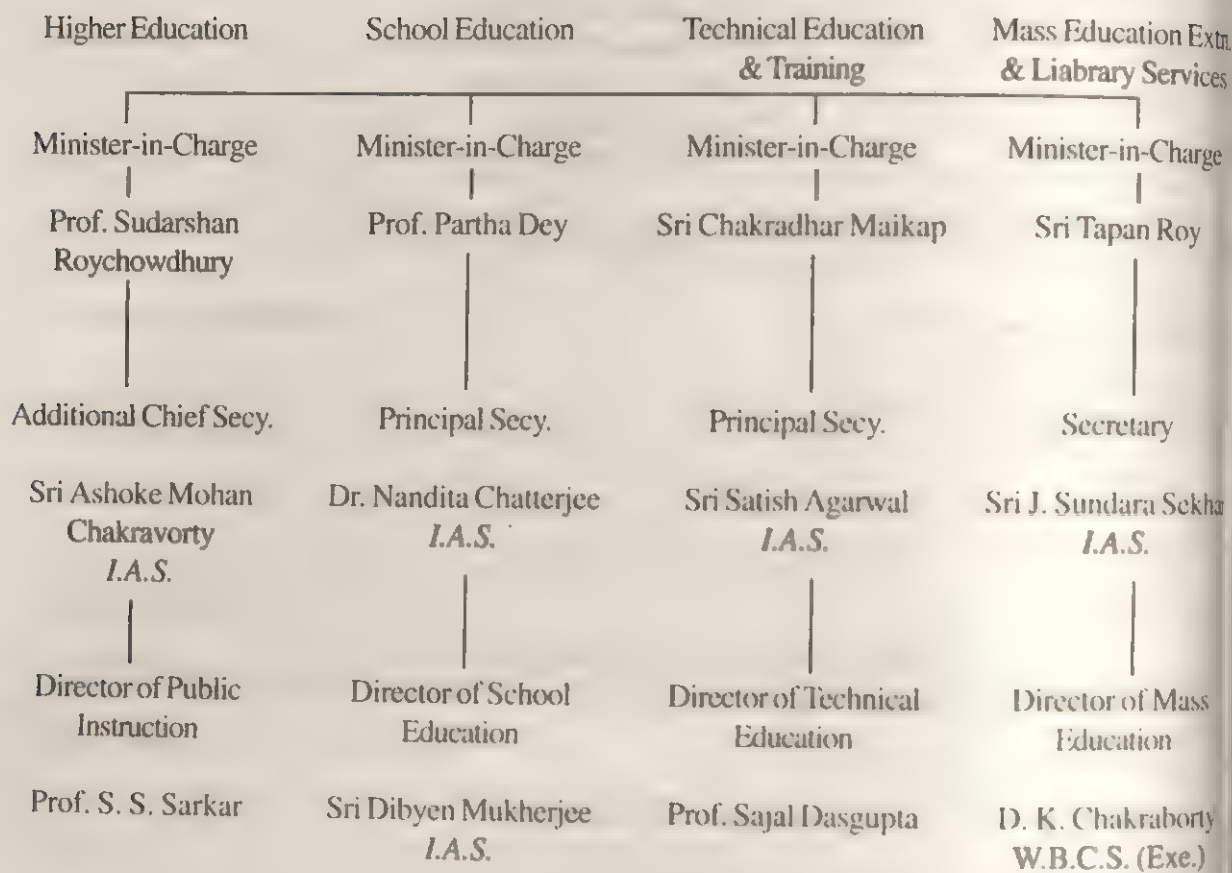 Higher Education
School Education
Technical Education
& Training
Mass Education Extn.
& Liabrary Services
Minister-in-Charge
Minister-in-Charge
Minister-in-Charge
Minister-in-Charge
Prof. Sudarshan
Roychowdhury
Prof. Partha Dey
Sri Chakradhar Maikap
Sri Tapan Roy
Additional Chief Secy.
Principal Secy.
Principal Secy.
Secretary
Sri Ashoke Mohan
Chakravorty
I.A.S.
Dr. Nandita Chatterjee
I.A.S.
Sri Satish Agarwal
I.A.S.
Sri J. Sundara Sekha
I.A.S.
Director of Public
Instruction
Director of School
Education
Director of Technical
Education
Director of Mass
Education
Prof. S. S. Sarkar
Sri Dibyen Mukherjee
I.A.S.
Prof. Sajal Dasgupta
D. K. Chakraborty
W.B.C.S. (Exe.)